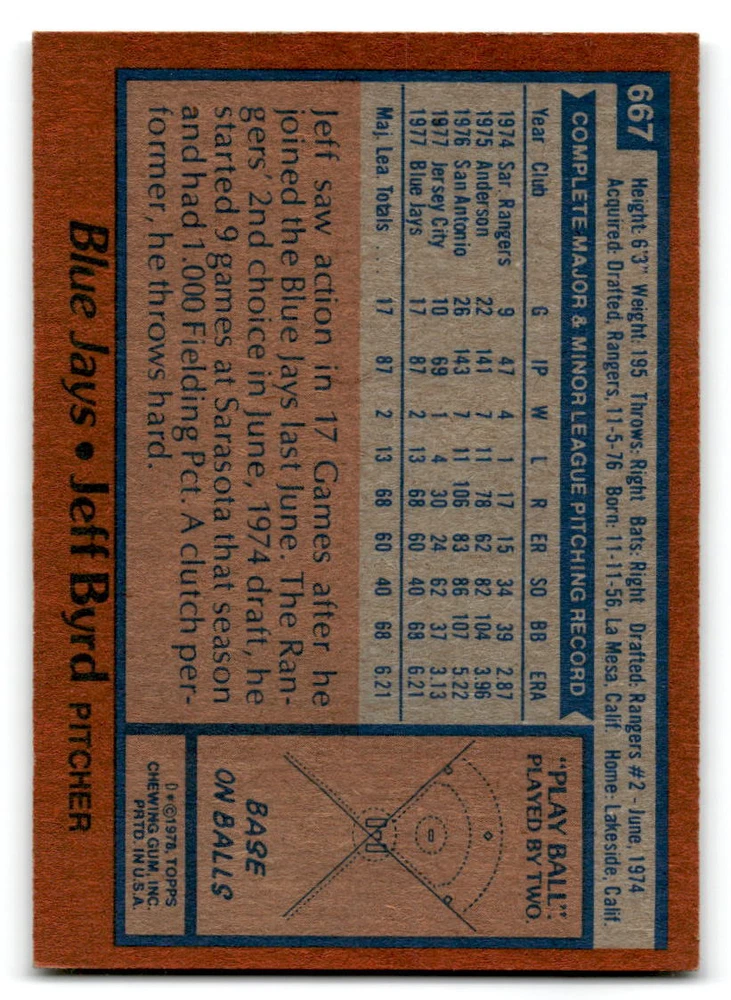 667
Height: 6'3" Weight: 195 Throws: Right Bats: Right Drafted: Rangers #2 - June, 1974
Acquired: Drafted, Rangers, 11-5-76 Born: 11-11-56, La Mesa, Calif. Home: Lakeside, Calif.
COMPLETE MAJOR & MINOR LEAGUE PITCHING RECORD
Year Club G IP W L R ER SO BB ERA
1974 Sar. Rangers 9 47 4 1 17 15 34 39 2.87
1975 Anderson 22 141 7 11 78 62 82 104 3.96
1976 San Antonio 26 143 7 11 106 83 86 107 5.22
1977 Jersey City 10 69 1 4 30 24 62 37 3.13
1977 Blue Jays 17 87 2 13 68 60 40 68 6.21
Maj. Lea. Totals . . . 17 87 2 13 68 60 40 68 6.21
Jeff saw action in 17 Games after he
joined the Blue Jays last June. The Ran-
gers' 2nd choice in June, 1974 draft, he
started 9 games at Sarasota that season
and had 1.000 Fielding Pct. A clutch per-
former, he throws hard.
"PLAY BALL"
PLAYED BY TWO.
BASE
ON BALLS
D*©1978, TOPPS
CHEWING GUM, INC.
PRTD. IN U.S.A.
Blue Jays • Jeff Byrd PITCHER